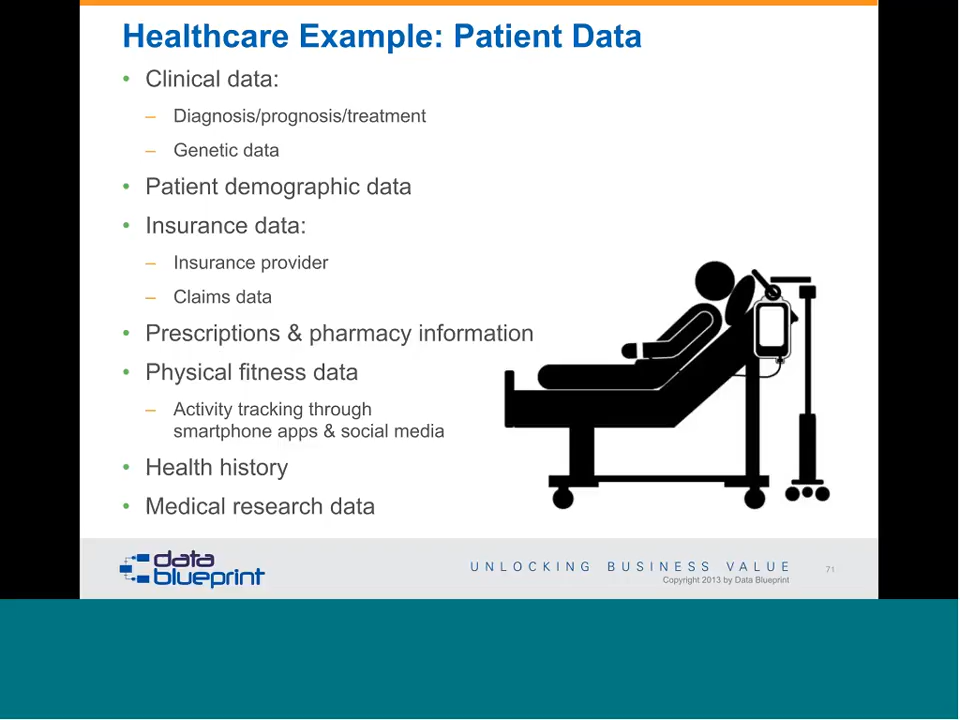 Healthcare Example: Patient Data
• Clinical data:
– Diagnosis/prognosis/treatment
– Genetic data
• Patient demographic data
• Insurance data:
– Insurance provider
– Claims data
• Prescriptions & pharmacy information
• Physical fitness data
– Activity tracking through
smartphone apps & social media
• Health history
• Medical research data
data
blueprint
UNLOCKING BUSINESS VALUE
Copyright 2013 by Data Blueprint
71